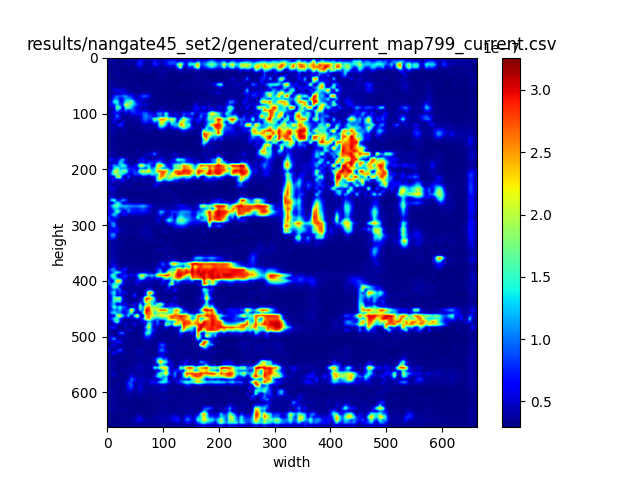 results/nangate45_set2/generated/current_map799_current.csv
1e−7
0
100
200
300
400
500
600
height
0 100 200 300 400 500 600
width
3.0
2.5
2.0
1.5
1.0
0.5